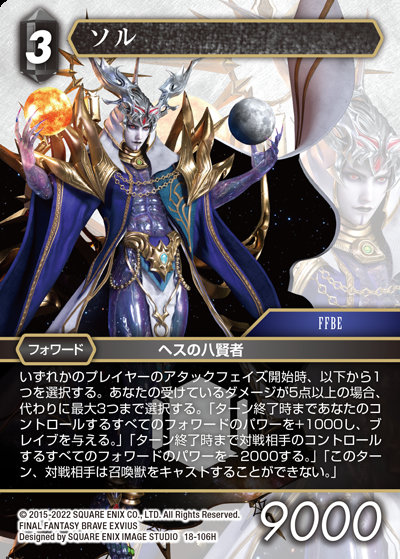 3
ソル
FFBE
フォワード
ヘスの八賢者
いずれかのプレイヤーのアタックフェイズ開始時、以下から1
つを選択する。あなたの受けているダメージが5点以上の場合、
代わりに最大3つまで選択する。「ターン終了時まであなたのコン
トロールするすべてのフォワードのパワーを+1000し、ブ
レイブを与える。」「ターン終了時まで対戦相手のコントロール
するすべてのフォワードのパワーを-2000する。」「このター
ン、対戦相手は召喚獣をキャストすることができない。」
© 2015-2022 SQUARE ENIX CO., LTD. All Rights Reserved.
FINAL FANTASY BRAVE EXVIUS
Designed by SQUARE ENIX IMAGE STUDIO 18-106H
9000